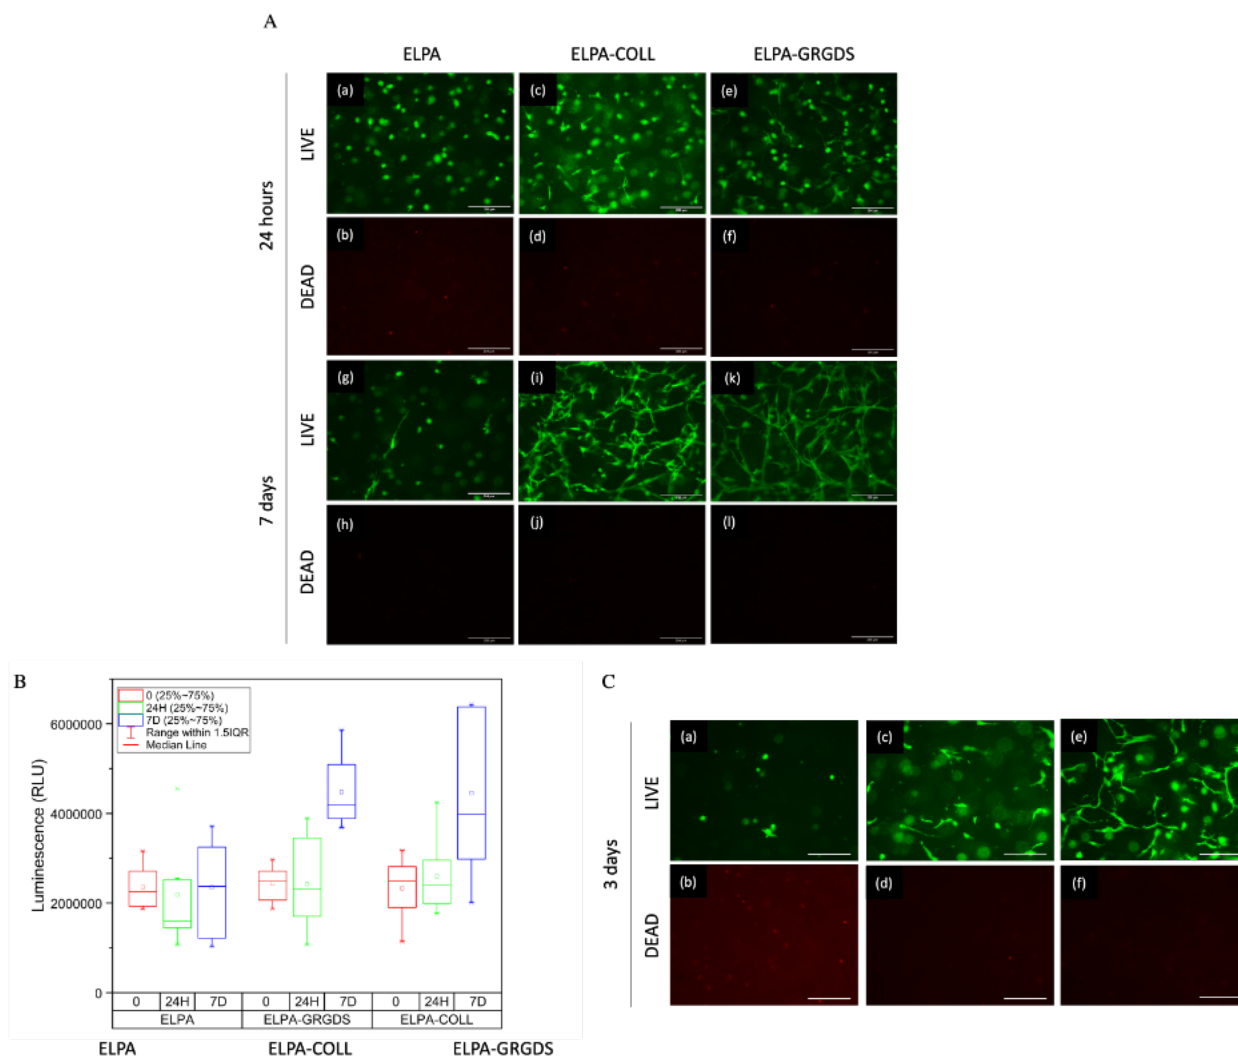 A
ELPA ELPA-COLL ELPA-GRGDS
24 hours
LIVE
(a) (c) (e)
DEAD
(b) (d) (f)
7 days
LIVE
(g) (i) (k)
DEAD
(h) (j) (l)
B
0 (25%~75%)
24H (25%~75%)
7D (25%~75%)
Range within 1.5IQR
Median Line
Luminescence (RLU)
6000000
4000000
2000000
0
0 24H 7D 0 24H 7D 0 24H 7D
ELPA ELPA-GRGDS ELPA-COLL
ELPA ELPA-COLL ELPA-GRGDS
C
3 days
LIVE
(a) (c) (e)
DEAD
(b) (d) (f)